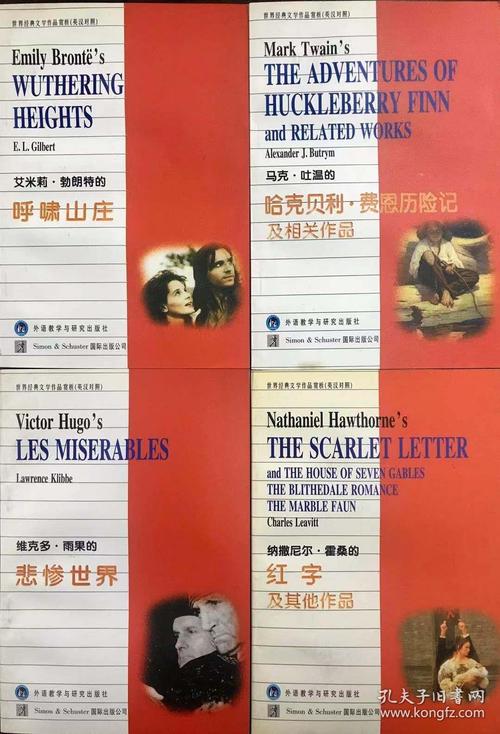 世界经典文学作品赏析(英汉对照)
Emily Brontë's
WUTHERING
HEIGHTS
E. L. Gilbert
艾米莉·勃朗特的
呼啸山庄
外语教学与研究出版社
Simon & Schuster 国际出版公司
世界经典文学作品赏析(英汉对照)
Mark Twain's
THE ADVENTURES OF
HUCKLEBERRY FINN
and RELATED WORKS
Alexander J. Butrym
马克·吐温的
哈克贝利·费恩历险记
及相关作品
外语教学与研究出版社
Simon & Schuster 国际出版公司
世界经典文学作品赏析(英汉对照)
Victor Hugo's
LES MISERABLES
Lawrence Klibbe
维克多·雨果的
悲惨世界
外语教学与研究出版社
Simon & Schuster 国际出版公司
世界经典文学作品赏析(英汉对照)
Nathaniel Hawthorne's
THE SCARLET LETTER
and THE HOUSE OF SEVEN GABLES
THE BLITHEDALE ROMANCE
THE MARBLE FAUN
Charles Leavitt
纳撒尼尔·霍桑的
红字
及其他作品
外语教学与研究出版社
Simon & Schuster 国际出版公司
孔夫子旧书网
www.kongfz.com